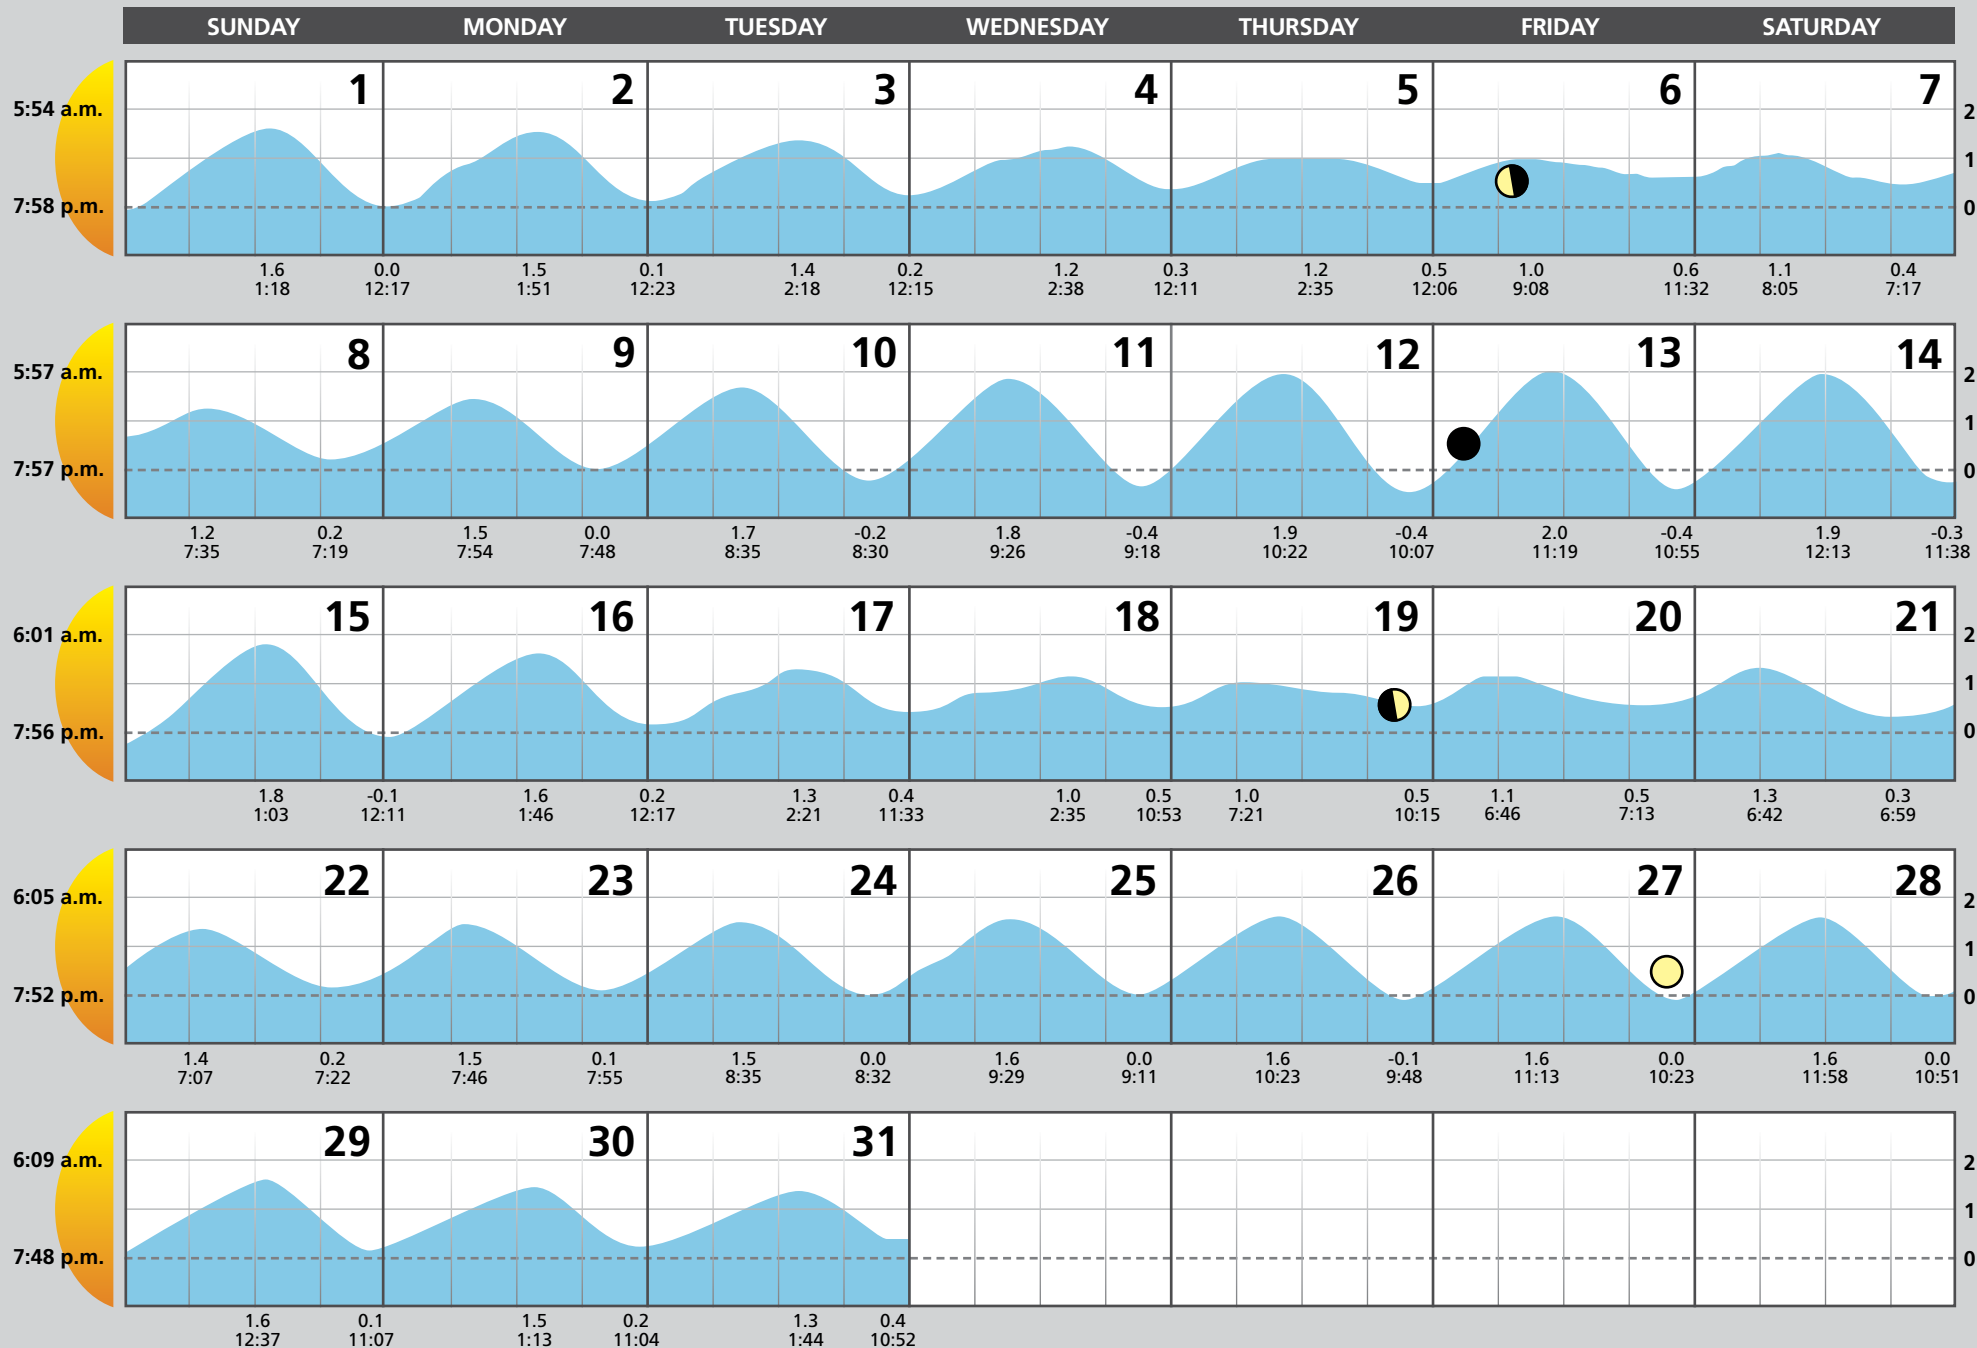 SUNDAY MONDAY TUESDAY WEDNESDAY THURSDAY FRIDAY SATURDAY
1 2 3 4 5 6 7
5:54 a.m. 2
1
7:58 p.m. 0
1.6 0.0 1.5 0.1 1.4 0.2 1.2 0.3 1.2 0.5 1.0 0.6 1.1 0.4
1:18 12:17 1:51 12:23 2:18 12:15 2:38 12:11 2:35 12:06 9:08 11:32 8:05 7:17
8 9 10 11 12 13 14
5:57 a.m. 2
1
7:57 p.m. 0
1.2 0.2 1.5 0.0 1.7 -0.2 1.8 -0.4 1.9 -0.4 2.0 -0.4 1.9 -0.3
7:35 7:19 7:54 7:48 8:35 8:30 9:26 9:18 10:22 10:07 11:19 10:55 12:13 11:38
15 16 17 18 19 20 21
6:01 a.m. 2
1
7:56 p.m. 0
1.8 -0.1 1.6 0.2 1.3 0.4 1.0 0.5 1.0 0.5 1.1 0.5 1.3 0.3
1:03 12:11 1:46 12:17 2:21 11:33 2:35 10:53 7:21 10:15 6:46 7:13 6:42 6:59
22 23 24 25 26 27 28
6:05 a.m. 2
1
7:52 p.m. 0
1.4 0.2 1.5 0.1 1.5 0.0 1.6 0.0 1.6 -0.1 1.6 0.0 1.6 0.0
7:07 7:22 7:46 7:55 8:35 8:32 9:29 9:11 10:23 9:48 11:13 10:23 11:58 10:51
29 30 31
6:09 a.m. 2
1
7:48 p.m. 0
1.6 0.1 1.5 0.2 1.3 0.4
12:37 11:07 1:13 11:04 1:44 10:52